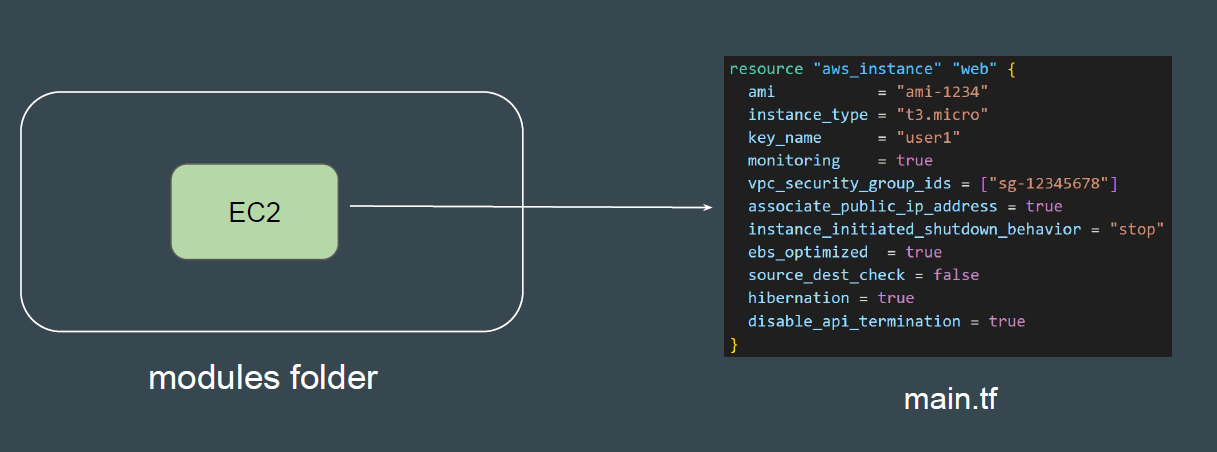 EC2
modules folder
resource "aws_instance" "web" {
  ami           = "ami-1234"
  instance_type = "t3.micro"
  key_name      = "user1"
  monitoring    = true
  vpc_security_group_ids = ["sg-12345678"]
  associate_public_ip_address = true
  instance_initiated_shutdown_behavior = "stop"
  ebs_optimized  = true
  source_dest_check = false
  hibernation = true
  disable_api_termination = true
}
main.tf